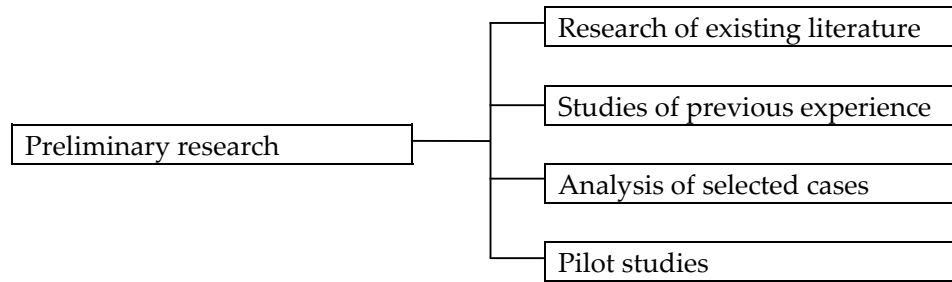 Research of existing literature
Studies of previous experience
Preliminary research
Analysis of selected cases
Pilot studies